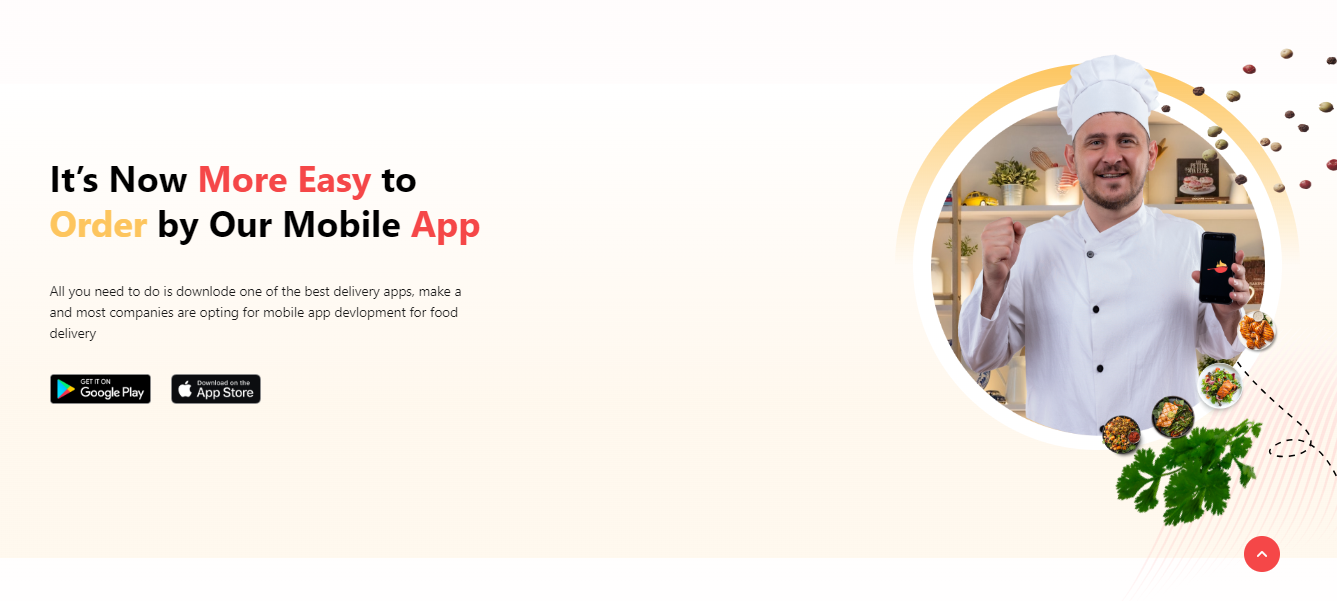 It’s Now More Easy to
Order by Our Mobile App
All you need to do is downlode one of the best delivery apps, make a
and most companies are opting for mobile app devlopment for food
delivery
GET IT ON
Google Play
Download on the
App Store